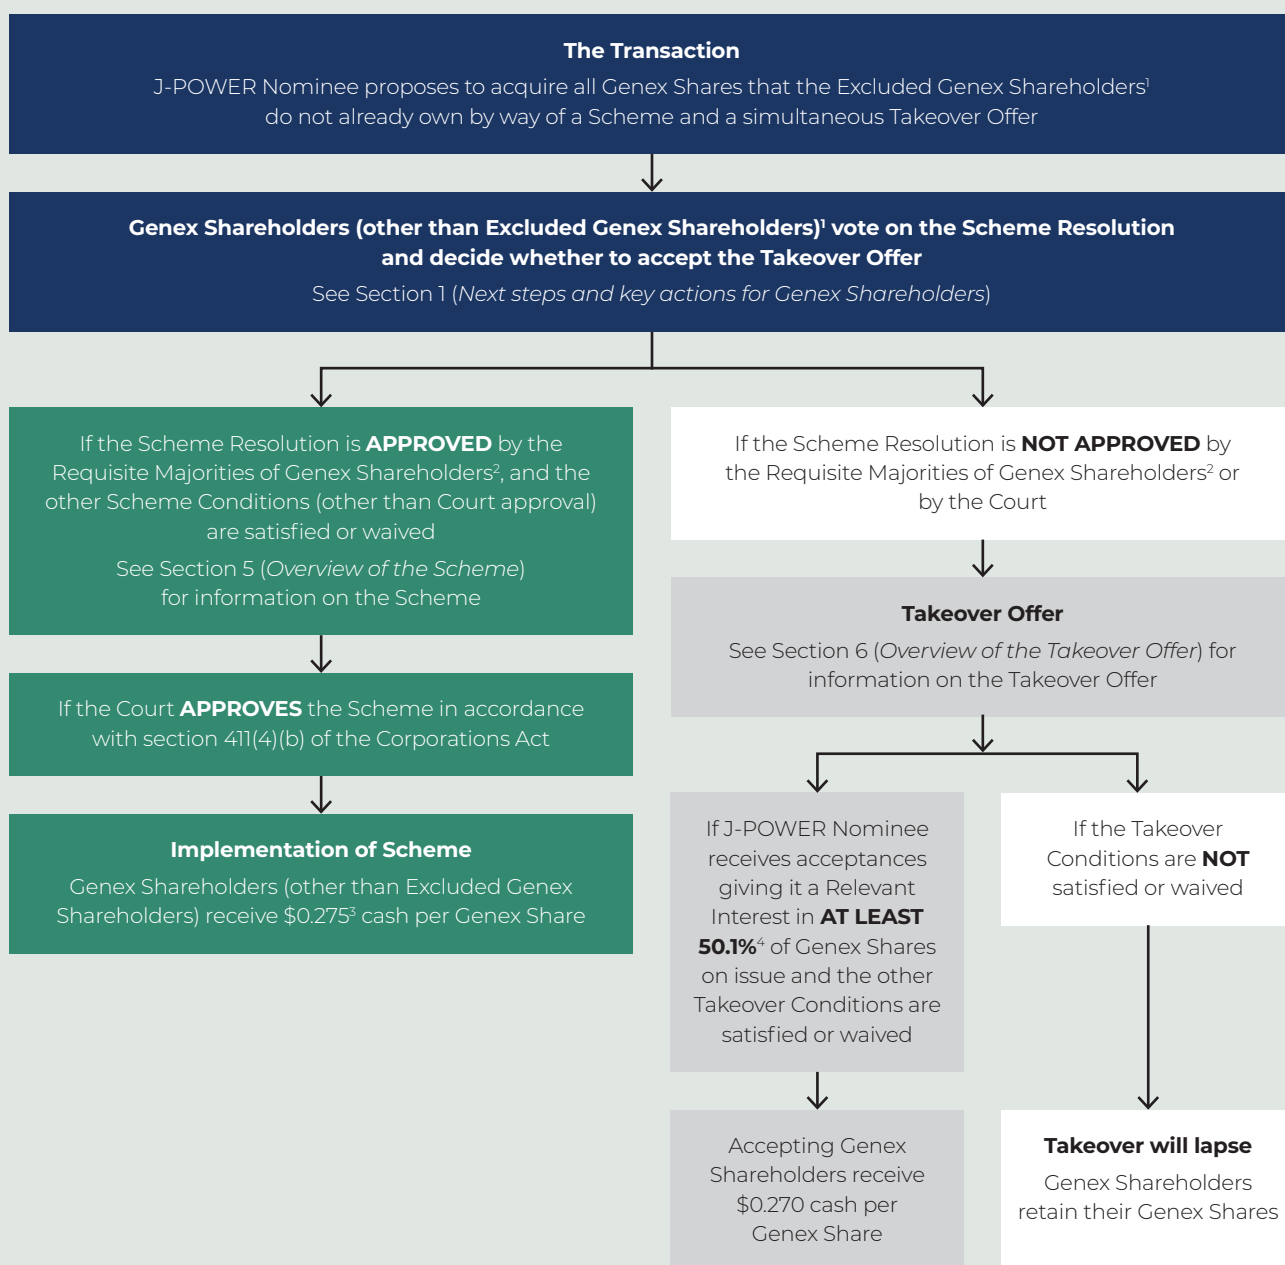 The Transaction
J-POWER Nominee proposes to acquire all Genex Shares that the Excluded Genex Shareholders¹
do not already own by way of a Scheme and a simultaneous Takeover Offer
Genex Shareholders (other than Excluded Genex Shareholders)¹ vote on the Scheme Resolution
and decide whether to accept the Takeover Offer
See Section 1 (Next steps and key actions for Genex Shareholders)
If the Scheme Resolution is APPROVED by the
Requisite Majorities of Genex Shareholders², and the
other Scheme Conditions (other than Court approval)
are satisfied or waived
See Section 5 (Overview of the Scheme)
for information on the Scheme
If the Court APPROVES the Scheme in accordance
with section 411(4)(b) of the Corporations Act
Implementation of Scheme
Genex Shareholders (other than Excluded Genex
Shareholders) receive $0.275³ cash per Genex Share
If the Scheme Resolution is NOT APPROVED by
the Requisite Majorities of Genex Shareholders² or
by the Court
Takeover Offer
See Section 6 (Overview of the Takeover Offer) for
information on the Takeover Offer
If J-POWER Nominee
receives acceptances
giving it a Relevant
Interest in AT LEAST
50.1%⁴ of Genex Shares
on issue and the other
Takeover Conditions are
satisfied or waived
Accepting Genex
Shareholders receive
$0.270 cash per
Genex Share
If the Takeover
Conditions are NOT
satisfied or waived
Takeover will lapse
Genex Shareholders
retain their Genex Shares